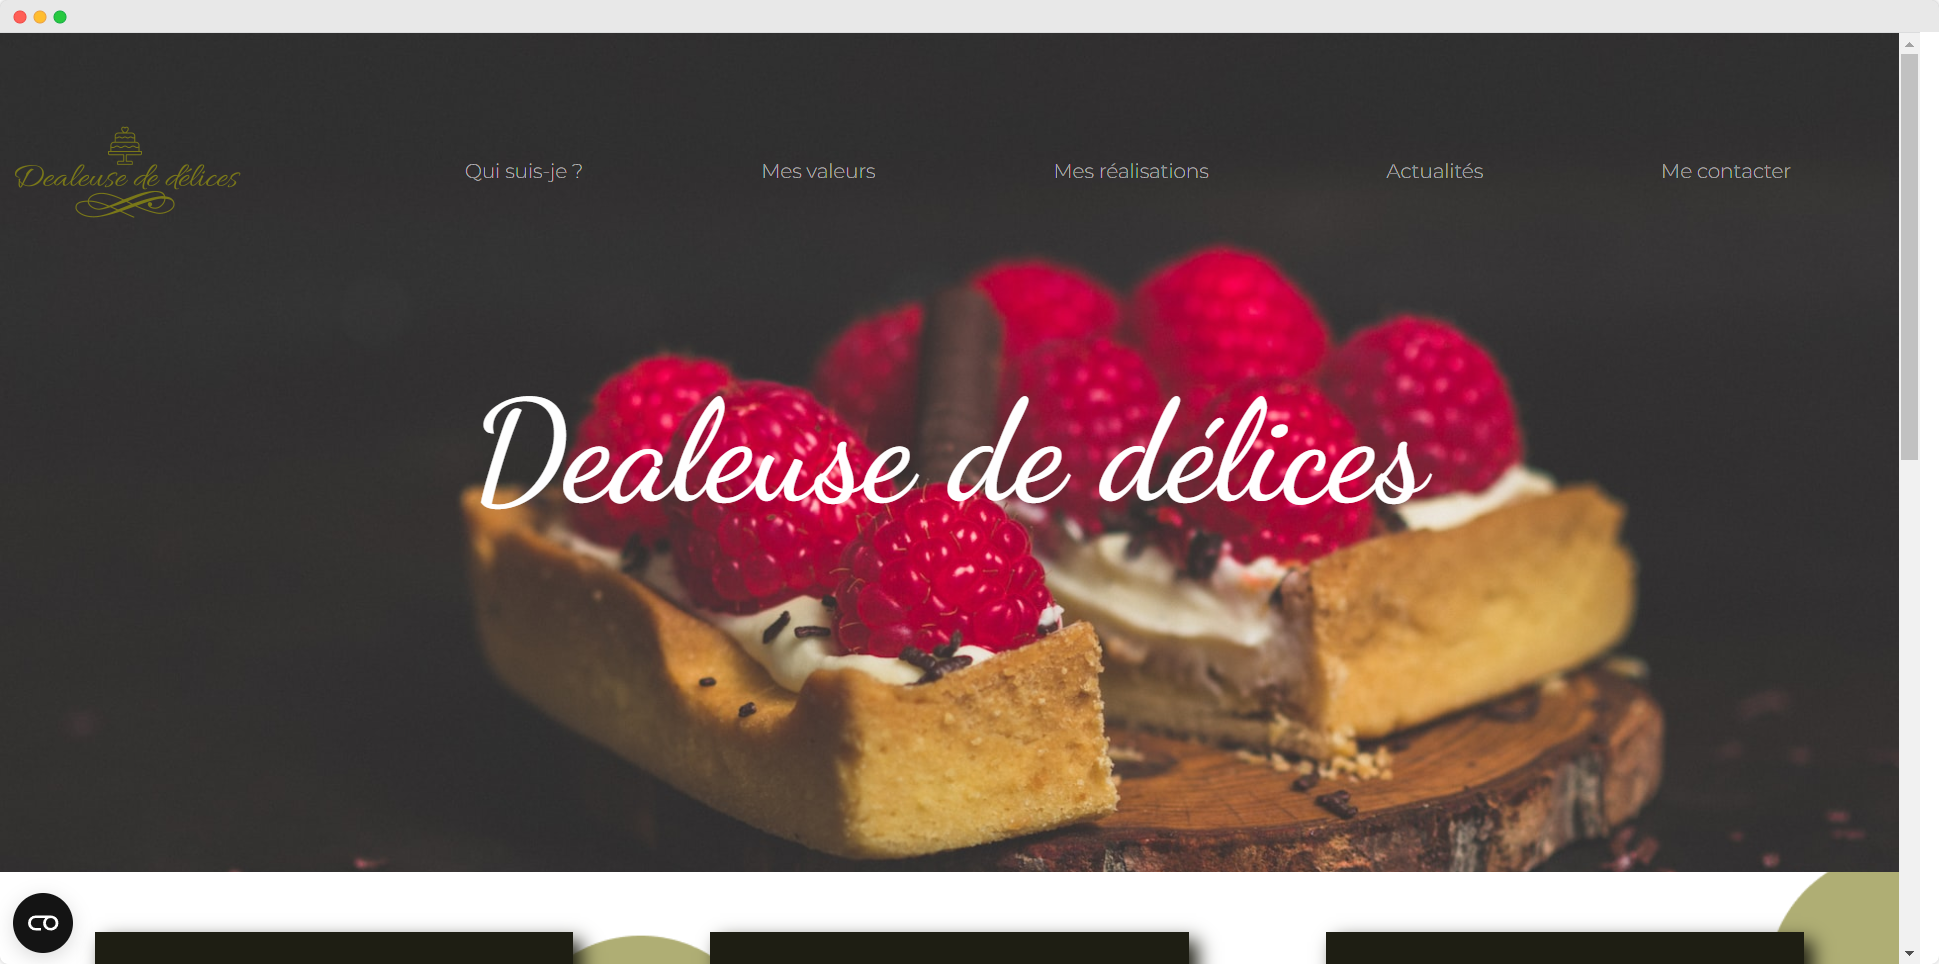 Dealeuse de délices
Qui suis-je ?
Mes valeurs
Mes réalisations
Actualités
Me contacter
Dealeuse de délices